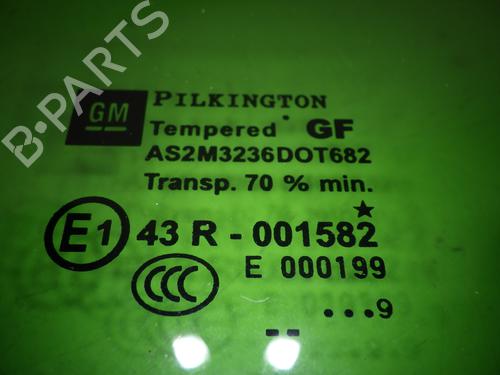 B-PARTS
GM PILKINGTON
Tempered GF
AS2M3236DOT682
Transp. 70 % min.
E1 43 R - 001582
CCC E 000199
...9
--